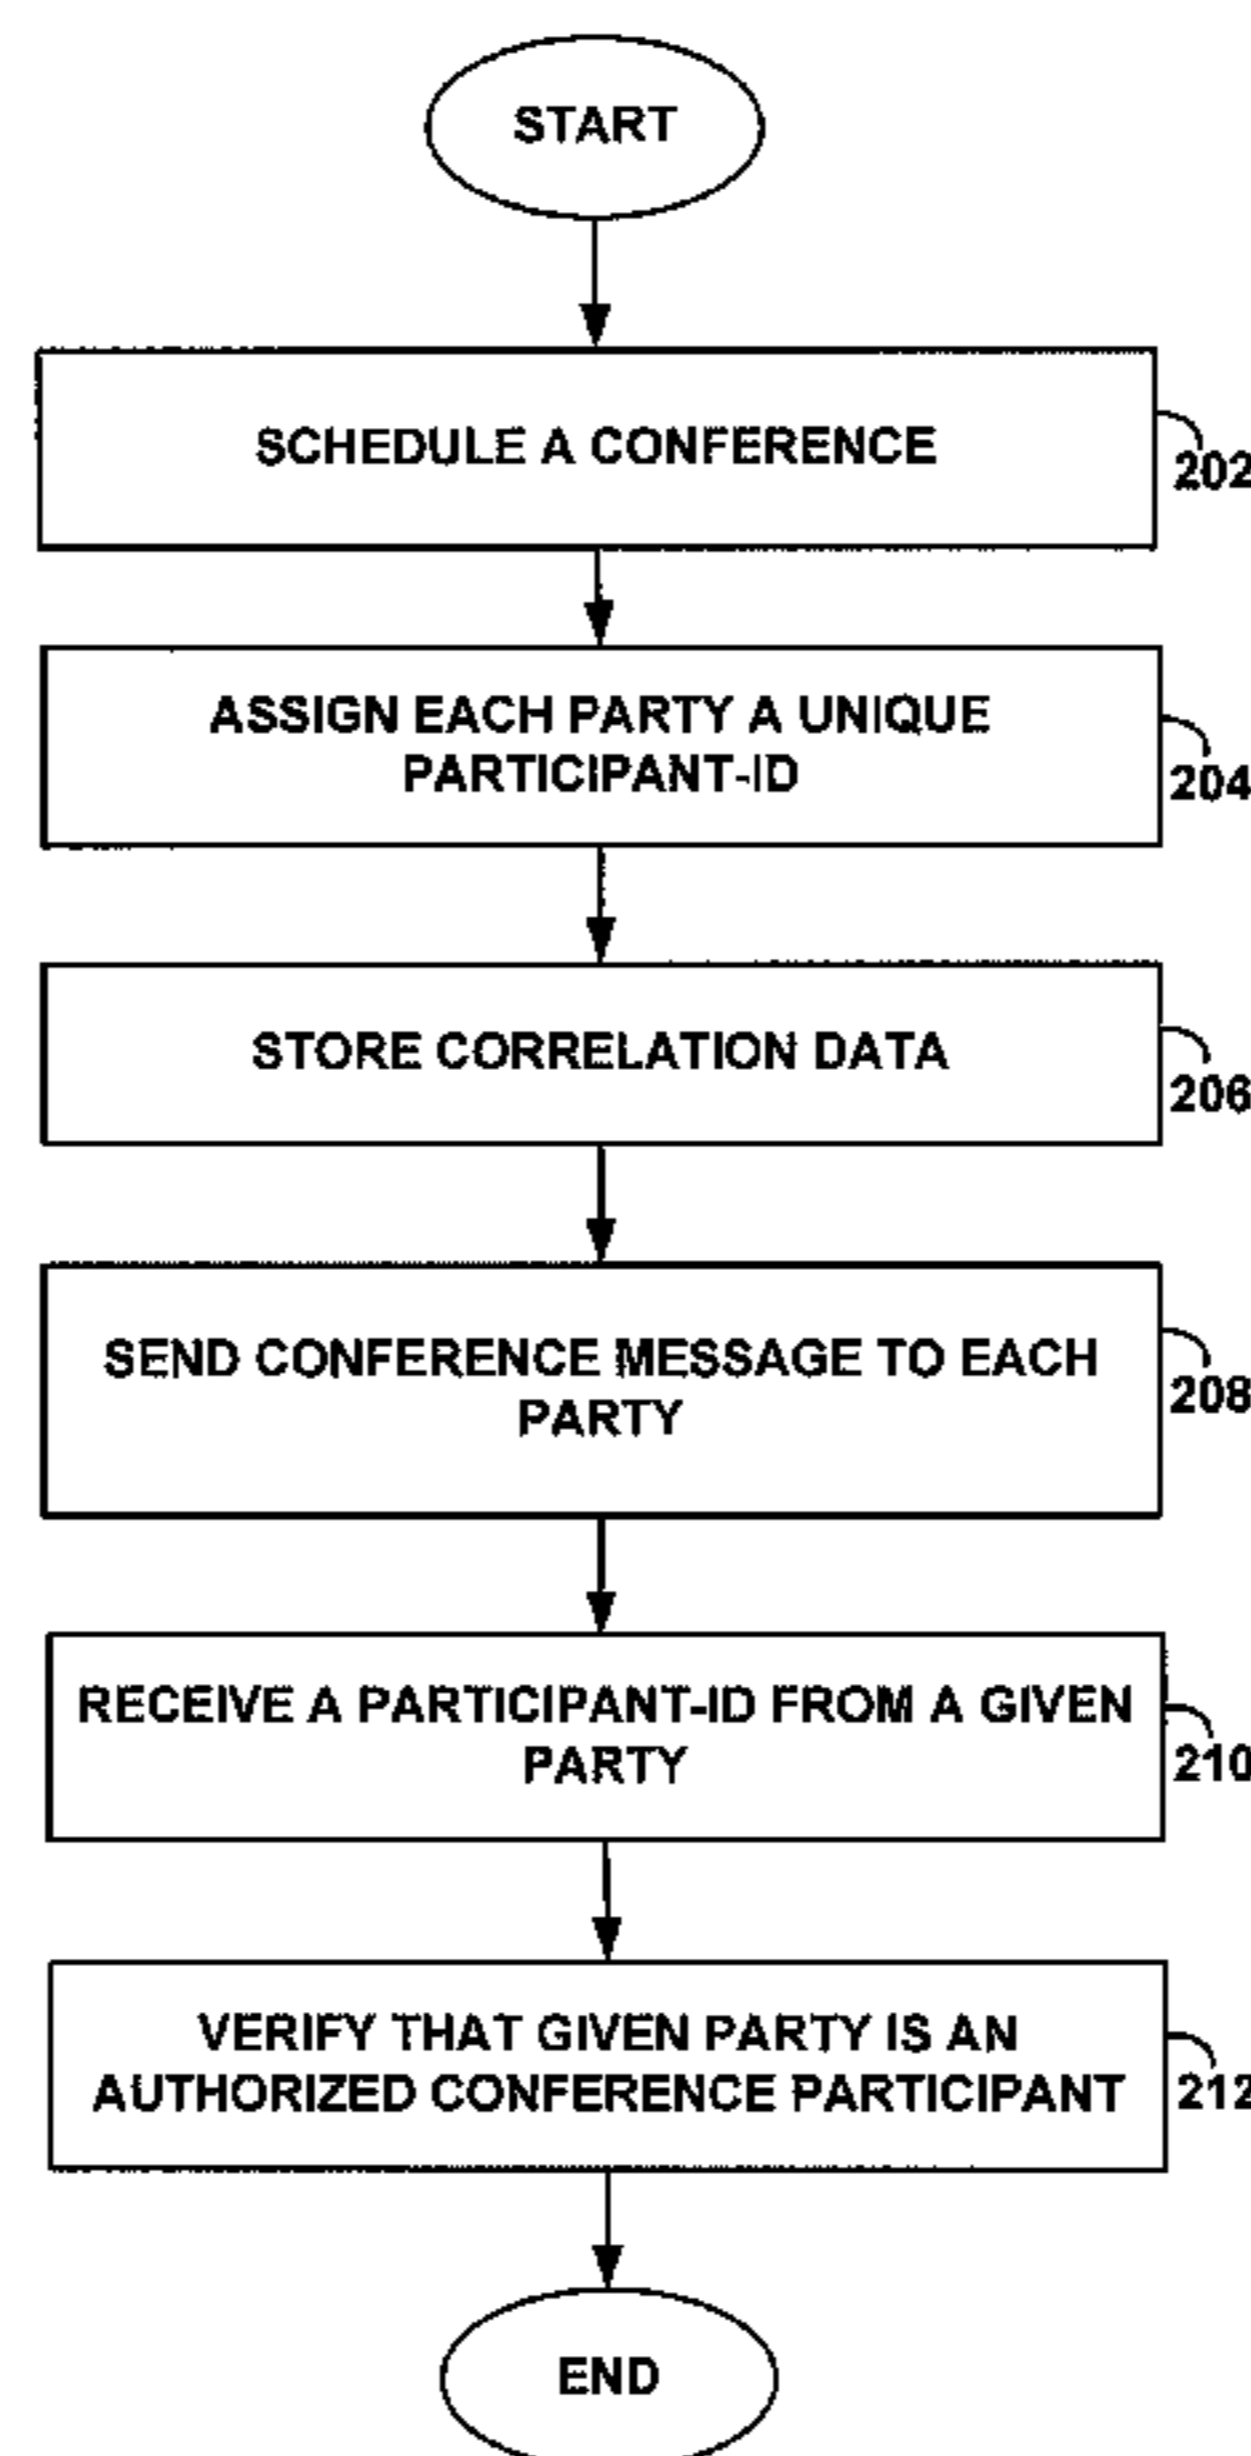 START
SCHEDULE A CONFERENCE
202
ASSIGN EACH PARTY A UNIQUE
PARTICIPANT-ID
204
STORE CORRELATION DATA
206
SEND CONFERENCE MESSAGE TO EACH
PARTY
208
RECEIVE A PARTICIPANT-ID FROM A GIVEN
PARTY
210
VERIFY THAT GIVEN PARTY IS AN
AUTHORIZED CONFERENCE PARTICIPANT
212
END